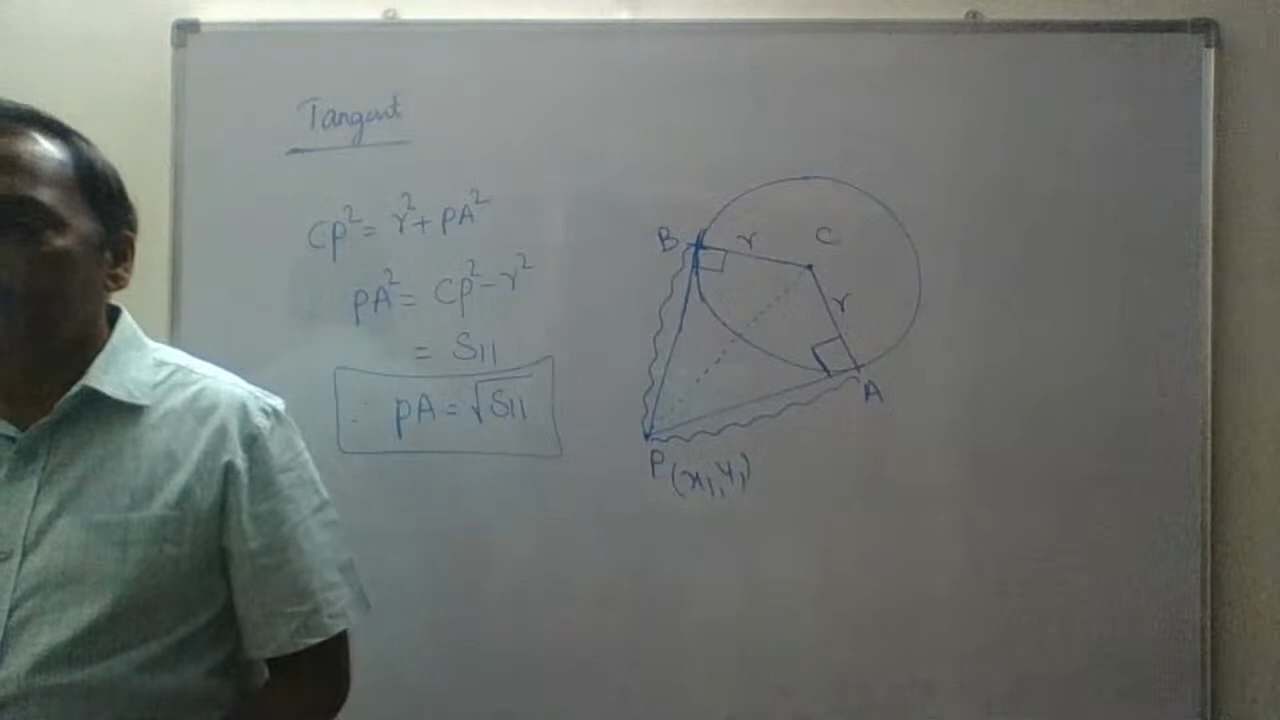 Tangent
CP² = r² + PA²
PA² = CP² - r²
= S₁₁
∴ PA = √S₁₁
B r C
r
A
P(x₁, y₁)